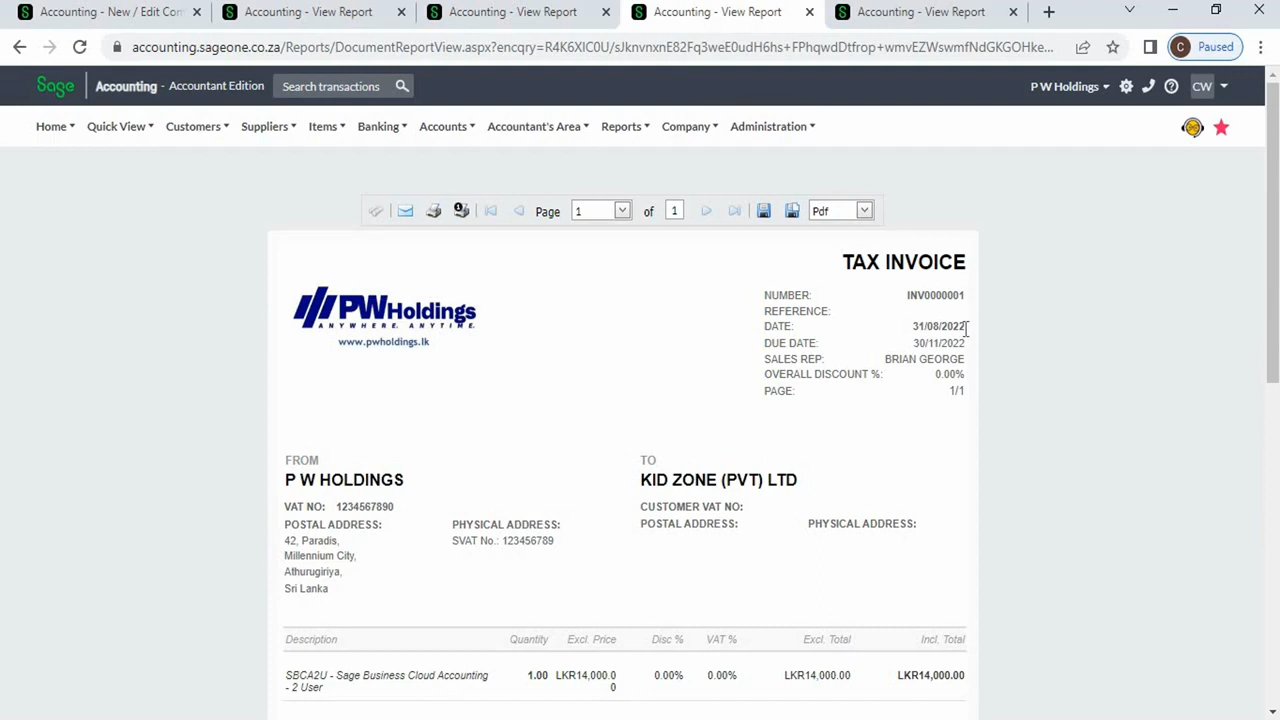 Accounting - New / Edit Com
Accounting - View Report
Accounting - View Report
Accounting - View Report
Accounting - View Report
accounting.sageone.co.za/Reports/DocumentReportView.aspx?encqry=R4K6XIC0U/sJknvnxnE82Fq3weE0udH6hs+FPhqwdDtfrop+wmvEZWswmfNdGKGOHke...
C Paused
Sage Accounting - Accountant Edition
Search transactions
P W Holdings
CW
Home Quick View Customers Suppliers Items Banking Accounts Accountant's Area Reports Company Administration
Page 1 of 1 Pdf
TAX INVOICE
PWHoldings
ANYWHERE. ANYTIME.
www.pwholdings.lk
NUMBER: INV0000001
REFERENCE:
DATE: 31/08/2022
DUE DATE: 30/11/2022
SALES REP: BRIAN GEORGE
OVERALL DISCOUNT %: 0.00%
PAGE: 1/1
FROM
P W HOLDINGS
VAT NO: 1234567890
POSTAL ADDRESS:
42, Paradis,
Millennium City,
Athurugiriya,
Sri Lanka
PHYSICAL ADDRESS:
SVAT No.: 123456789
TO
KID ZONE (PVT) LTD
CUSTOMER VAT NO:
POSTAL ADDRESS: PHYSICAL ADDRESS:
Description Quantity Excl. Price Disc % VAT % Excl. Total Incl. Total
SBCA2U - Sage Business Cloud Accounting 1.00 LKR14,000.0 0.00% 0.00% LKR14,000.00 LKR14,000.00
- 2 User 0